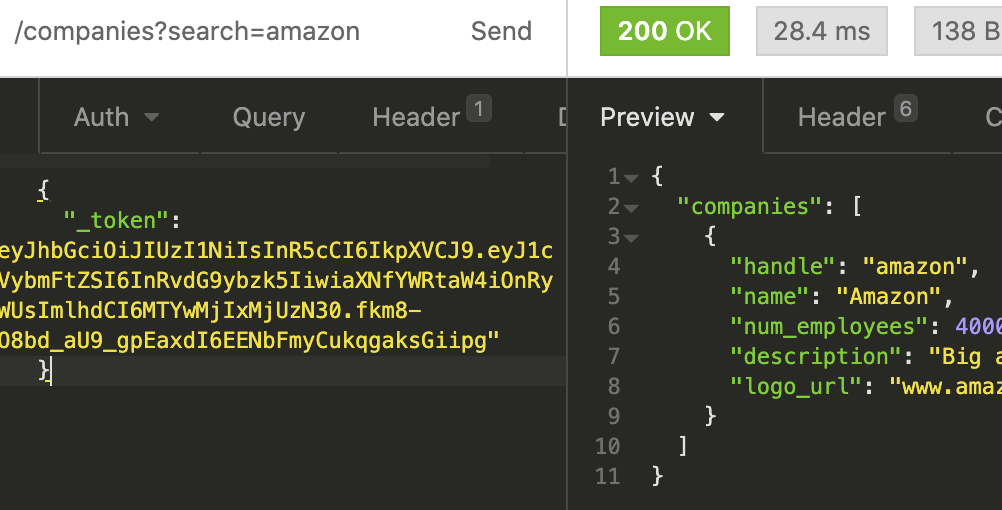 /companies?search=amazon
Send
200 OK
28.4 ms
138 B
Auth
Query
Header 1
Preview
Header 6
{
"_token":
eyJhbGciOiJIUzI1NiIsInR5cCI6IkpXVCJ9.eyJ1c
VybmFtZSI6InRvdG9ybzk5IiwiaXNfYWRtaW4iOnRy
WUsImlhdCI6MTYwMjIxMjUzN30.fkm8-
O8bd_aU9_gpEaxdI6EENbFmyCukqgaksGiipg"
}
1 {
2 "companies": [
3 {
4 "handle": "amazon",
5 "name": "Amazon",
6 "num_employees": 4000
7 "description": "Big a
8 "logo_url": "www.amaz
9 }
10 ]
11 }